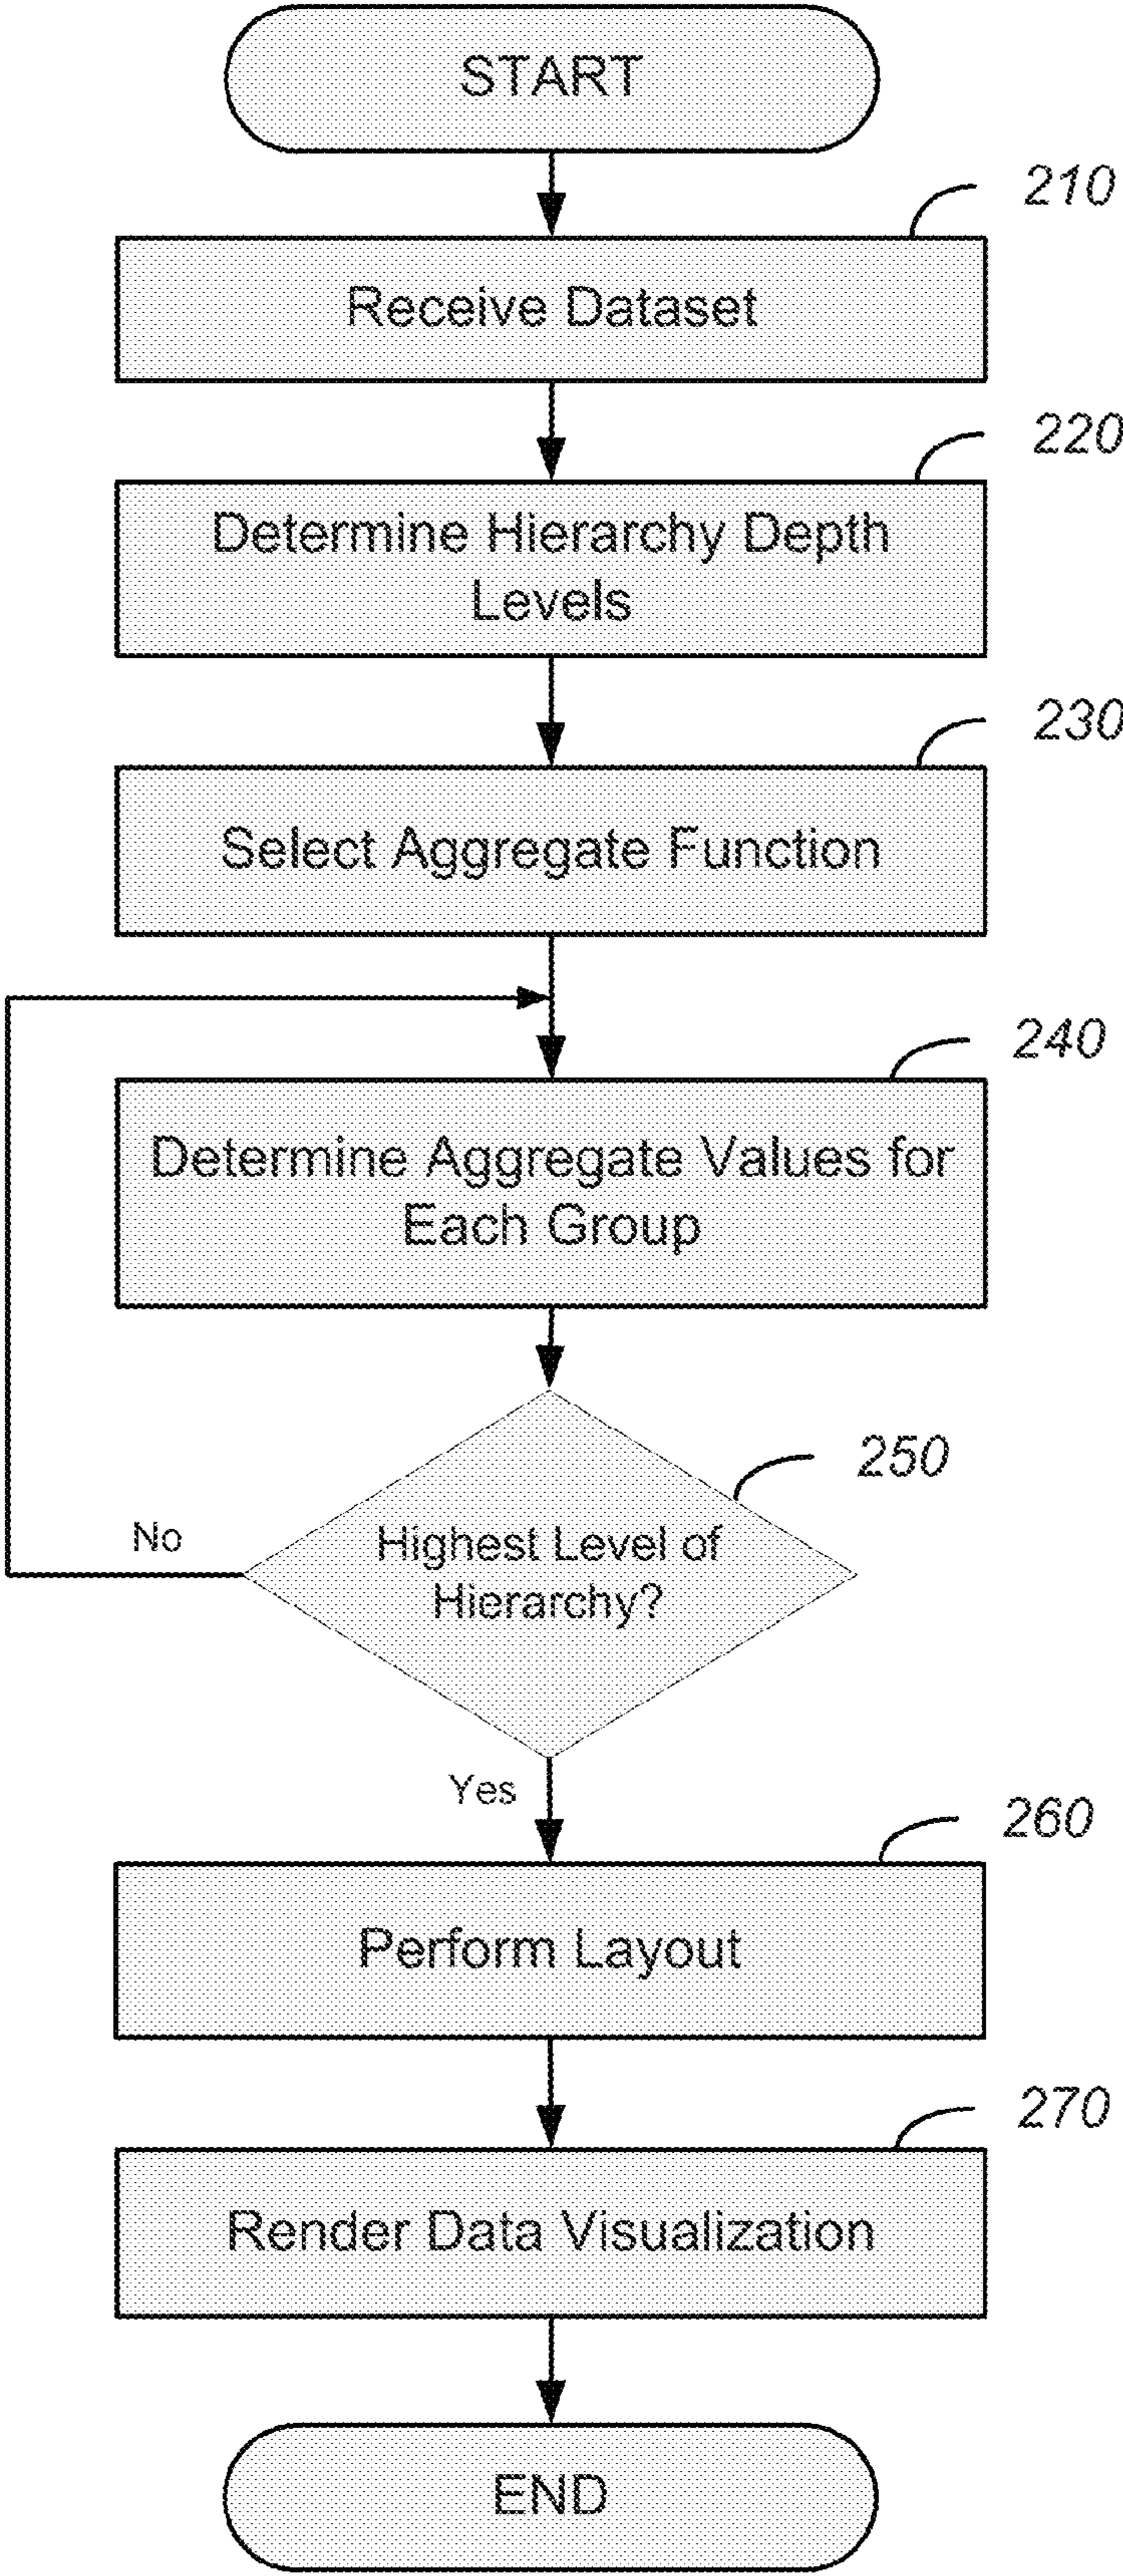 START
210
Receive Dataset
220
Determine Hierarchy Depth
Levels
230
Select Aggregate Function
240
Determine Aggregate Values for
Each Group
250
Highest Level of
Hierarchy?
No
Yes
260
Perform Layout
270
Render Data Visualization
END